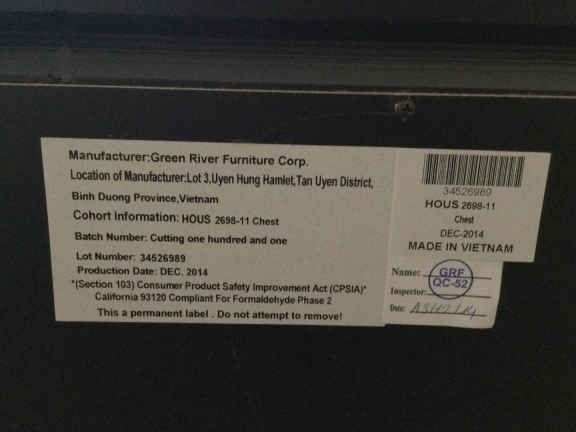 Manufacturer:Green River Furniture Corp.
Location of Manufacturer:Lot 3,Uyen Hung Hamlet,Tan Uyen District,
Binh Duong Province,Vietnam
Cohort Information: HOUS 2698-11 Chest
Batch Number: Cutting one hundred and one
Lot Number: 34526989
Production Date: DEC. 2014
*(Section 103) Consumer Product Safety Improvement Act (CPSIA)*
California 93120 Compliant For Formaldehyde Phase 2
This a permanent label . Do not attempt to remove!
34526989
HOUS 2698-11
Chest
DEC-2014
MADE IN VIETNAM
Name: GRF
QC-52
Inspector:
Date: